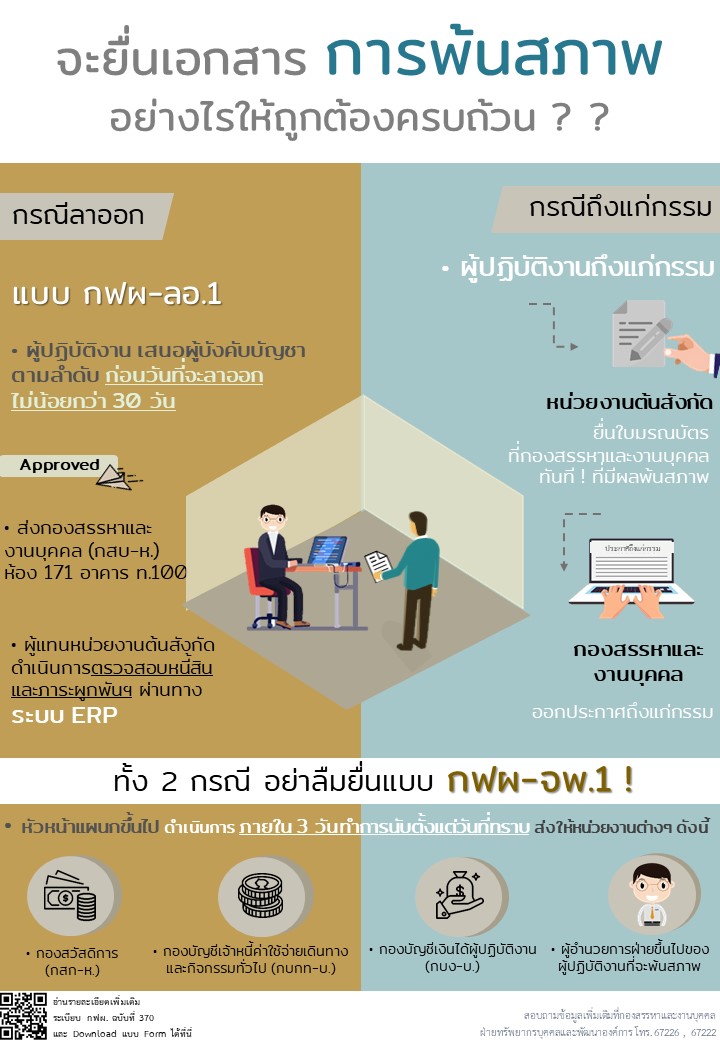 จะยื่นเอกสาร การพ้นสภาพ
อย่างไรให้ถูกต้องครบถ้วน ? ?
กรณีลาออก
แบบ กฟผ-ลอ.1
• ผู้ปฏิบัติงาน เสนอผู้บังคับบัญชา
ตามลำดับ ก่อนวันที่จะลาออก
ไม่น้อยกว่า 30 วัน
Approved
• ส่งกองสรรหาและ
งานบุคคล (กสบ-ห.)
ห้อง 171 อาคาร ท.100
• ผู้แทนหน่วยงานต้นสังกัด
ดำเนินการตรวจสอบหนี้สิน
และภาระผูกพันฯ ผ่านทาง
ระบบ ERP
กรณีถึงแก่กรรม
• ผู้ปฏิบัติงานถึงแก่กรรม
หน่วยงานต้นสังกัด
ยื่นใบมรณบัตร
ที่กองสรรหาและงานบุคคล
ทันที ! ที่มีผลพ้นสภาพ
ประกาศถึงแก่กรรม
กองสรรหาและ
งานบุคคล
ออกประกาศถึงแก่กรรม
ทั้ง 2 กรณี อย่าลืมยื่นแบบ กฟผ-จพ.1 !
• หัวหน้าแผนกขึ้นไป ดำเนินการ ภายใน 3 วันทำการนับตั้งแต่วันที่ทราบ ส่งให้หน่วยงานต่างๆ ดังนี้
• กองสวัสดิการ
(กสก-ห.)
• กองบัญชีเจ้าหนี้ค่าใช้จ่ายเดินทาง
และกิจกรรมทั่วไป (กบกท-บ.)
• กองบัญชีเงินได้ผู้ปฏิบัติงาน
(กบง-บ.)
• ผู้อำนวยการฝ่ายขึ้นไปของ
ผู้ปฏิบัติงานที่จะพ้นสภาพ
อ่านรายละเอียดเพิ่มเติม
ระเบียบ กฟผ. ฉบับที่ 370
และ Download แบบ Form ได้ที่นี่
สอบถามข้อมูลเพิ่มเติมที่กองสรรหาและงานบุคคล
ฝ่ายทรัพยากรบุคคลและพัฒนาองค์การ โทร. 67226 , 67222